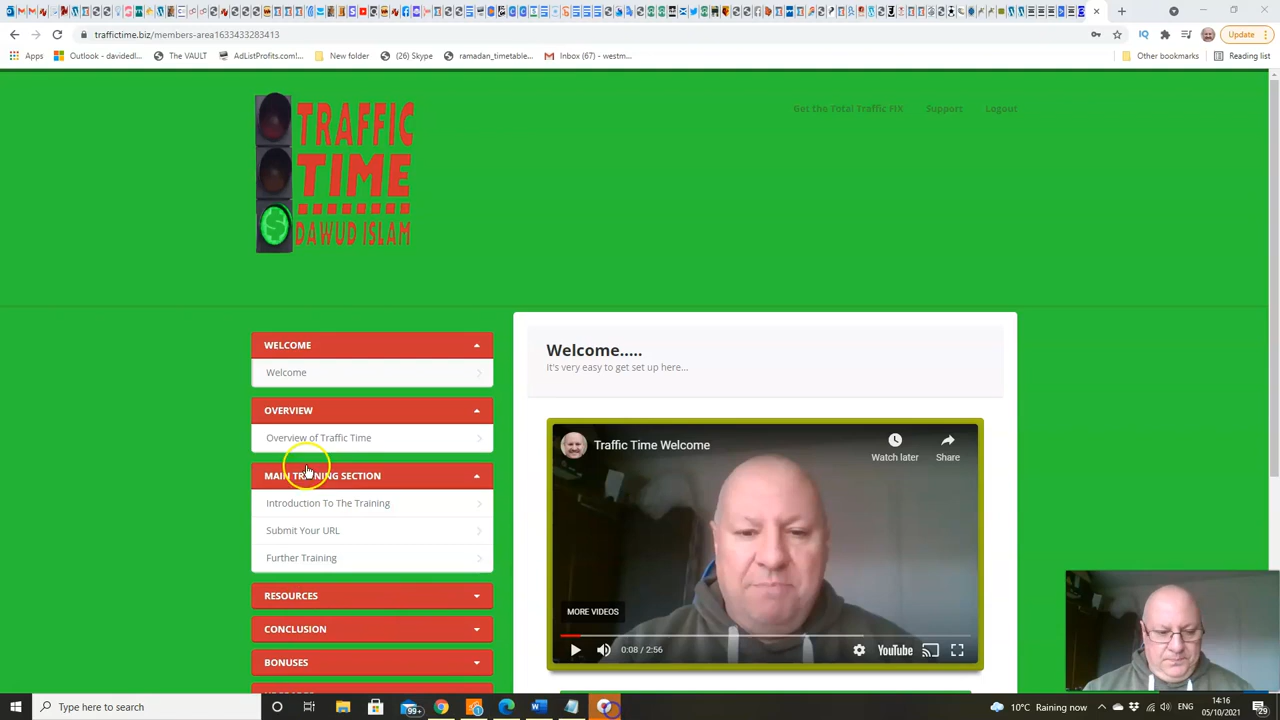 traffictime.biz/members-area1633433283413
Update
Apps
Outlook - davidedl...
The VAULT
AdListProfits.com!...
New folder
(26) Skype
ramadan_timetable...
Inbox (67) - westm...
Other bookmarks
Reading list
TRAFFIC
TIME
DAWUD ISLAM
Get the Total Traffic FIX
Support
Logout
WELCOME
Welcome
OVERVIEW
Overview of Traffic Time
MAIN TRAINING SECTION
Introduction To The Training
Submit Your URL
Further Training
RESOURCES
CONCLUSION
BONUSES
Welcome.....
It's very easy to get set up here...
Traffic Time Welcome
Watch later
Share
MORE VIDEOS
0:08 / 2:56
YouTube
Type here to search
99+
10°C Raining now
ENG
14:16
05/10/2021
29